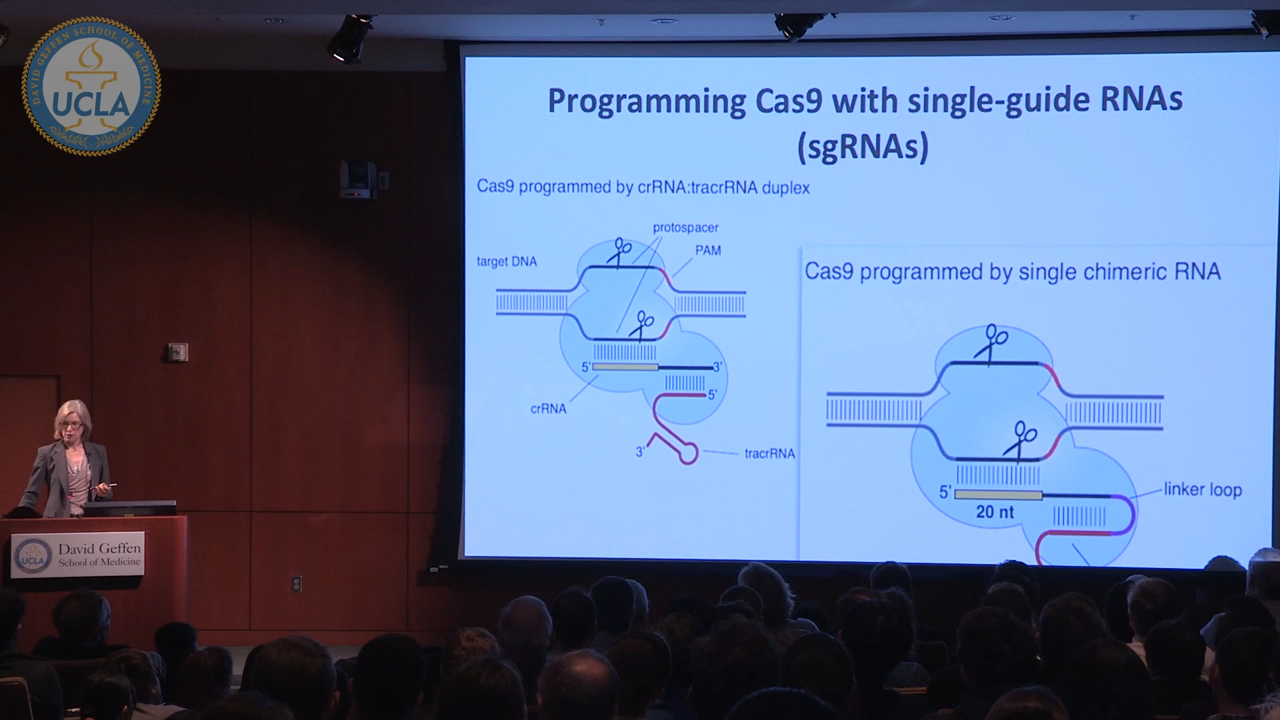 DAVID GEFFEN SCHOOL OF MEDICINE
UCLA
Programming Cas9 with single-guide RNAs
(sgRNAs)
Cas9 programmed by crRNA:tracrRNA duplex
protospacer
PAM
target DNA
5'
3'
5'
crRNA
3'
tracrRNA
Cas9 programmed by single chimeric RNA
linker loop
5'
20 nt
UCLA
David Geffen
School of Medicine